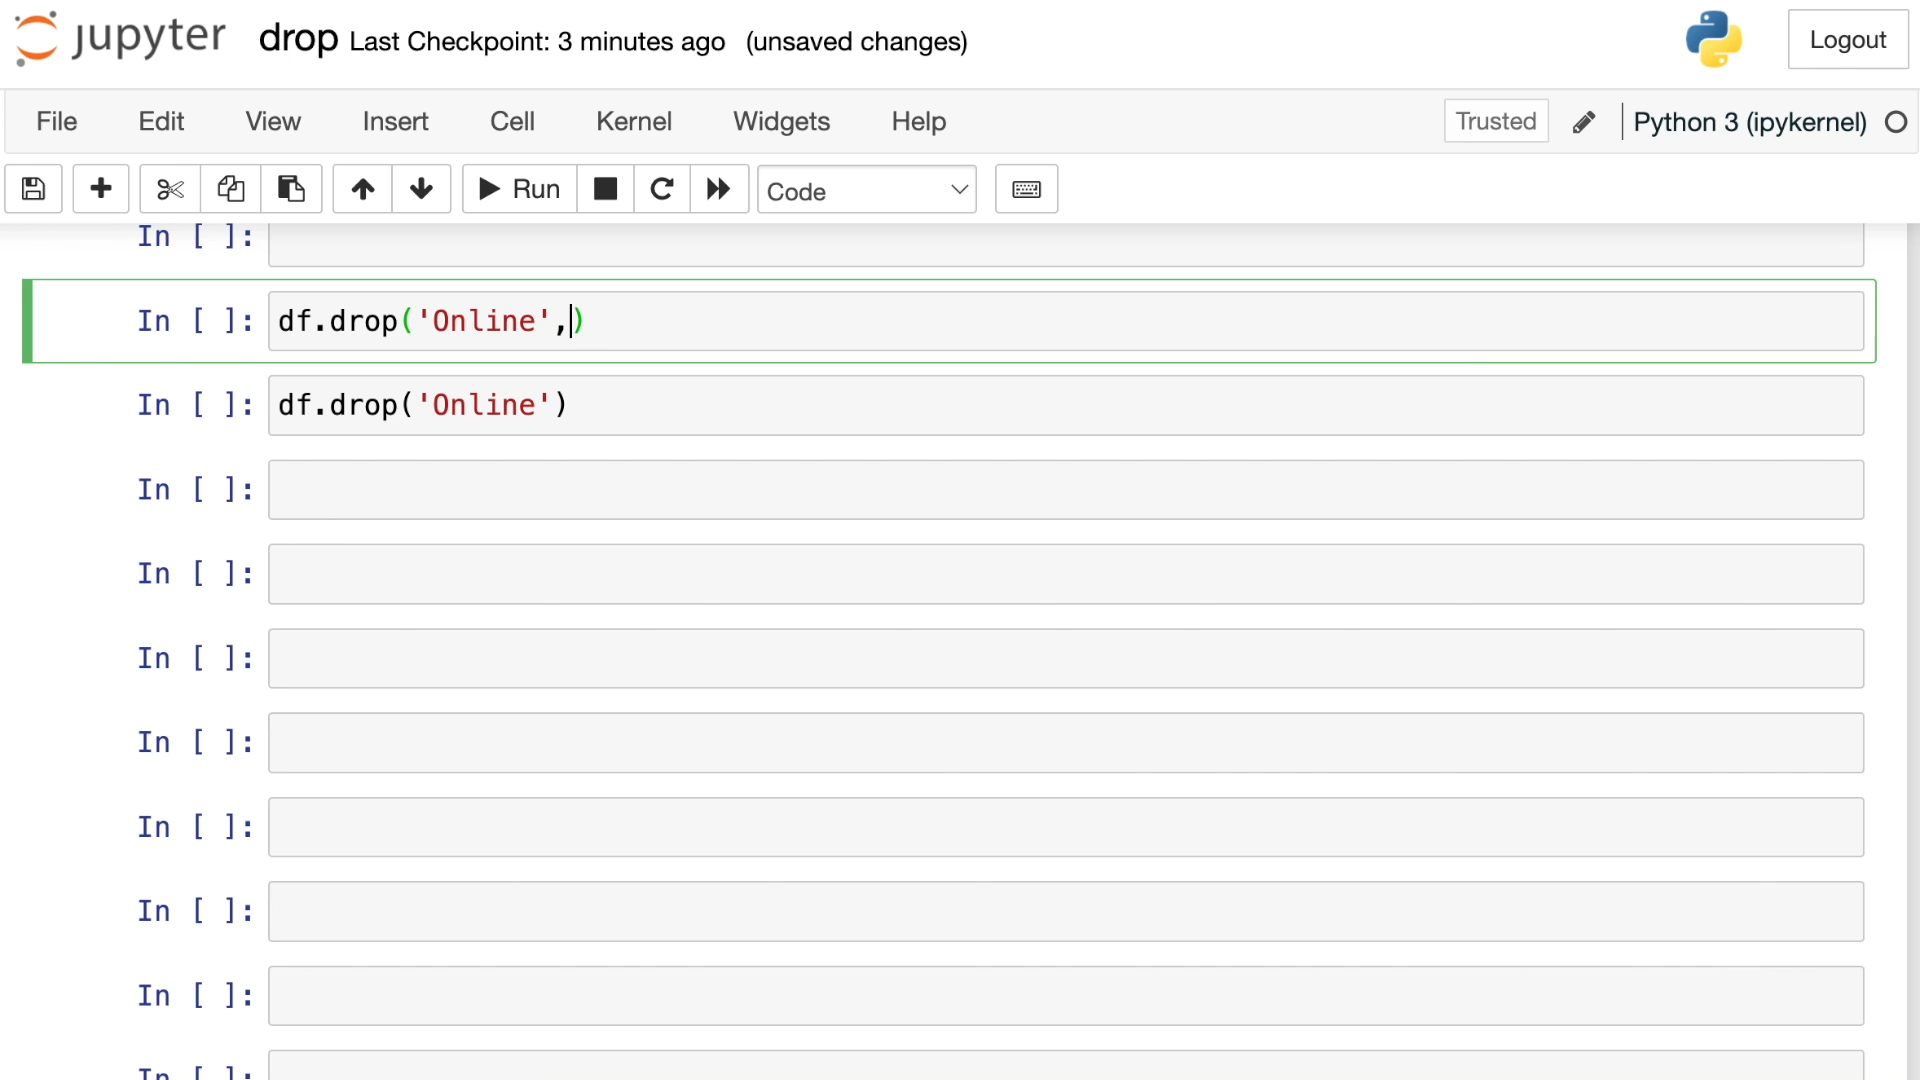 jupyter drop Last Checkpoint: 3 minutes ago (unsaved changes) Logout
File Edit View Insert Cell Kernel Widgets Help Trusted Python 3 (ipykernel)
Run Code
In [ ]:
In [ ]: df.drop('Online',)
In [ ]: df.drop('Online')
In [ ]:
In [ ]:
In [ ]:
In [ ]:
In [ ]:
In [ ]:
In [ ]:
In [ ]: